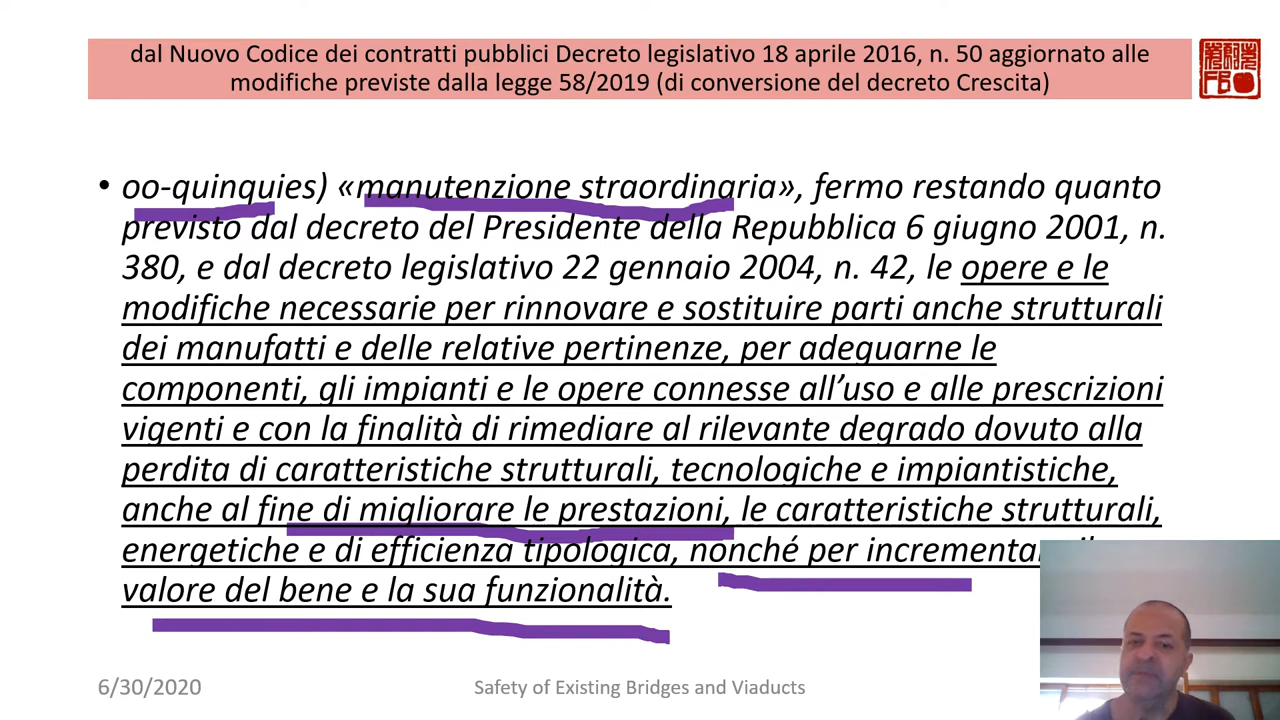 dal Nuovo Codice dei contratti pubblici Decreto legislativo 18 aprile 2016, n. 50 aggiornato alle
modifiche previste dalla legge 58/2019 (di conversione del decreto Crescita)
• oo-quinquies) «manutenzione straordinaria», fermo restando quanto
previsto dal decreto del Presidente della Repubblica 6 giugno 2001, n.
380, e dal decreto legislativo 22 gennaio 2004, n. 42, le opere e le
modifiche necessarie per rinnovare e sostituire parti anche strutturali
dei manufatti e delle relative pertinenze, per adeguarne le
componenti, gli impianti e le opere connesse all’uso e alle prescrizioni
vigenti e con la finalità di rimediare al rilevante degrado dovuto alla
perdita di caratteristiche strutturali, tecnologiche e impiantistiche,
anche al fine di migliorare le prestazioni, le caratteristiche strutturali,
energetiche e di efficienza tipologica, nonché per
valore del bene e la sua funzionalità.
6/30/2020
Safety of Existing Bridges and Viaducts